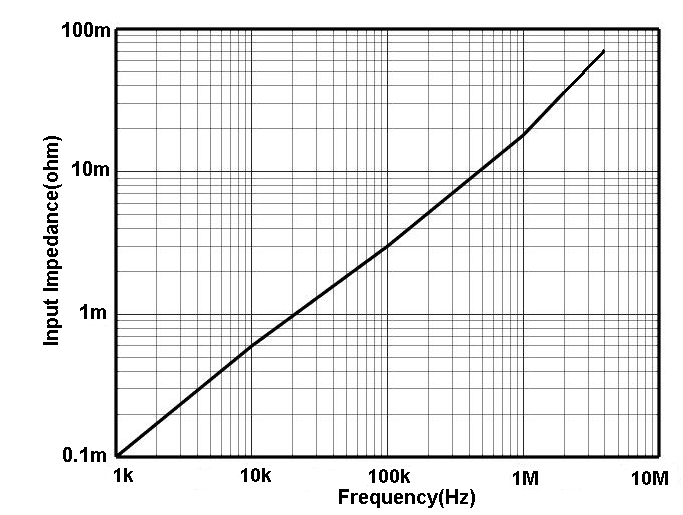 100m
10m
1m
0.1m
Input Impedance(ohm)
1k 10k 100k 1M 10M
Frequency(Hz)